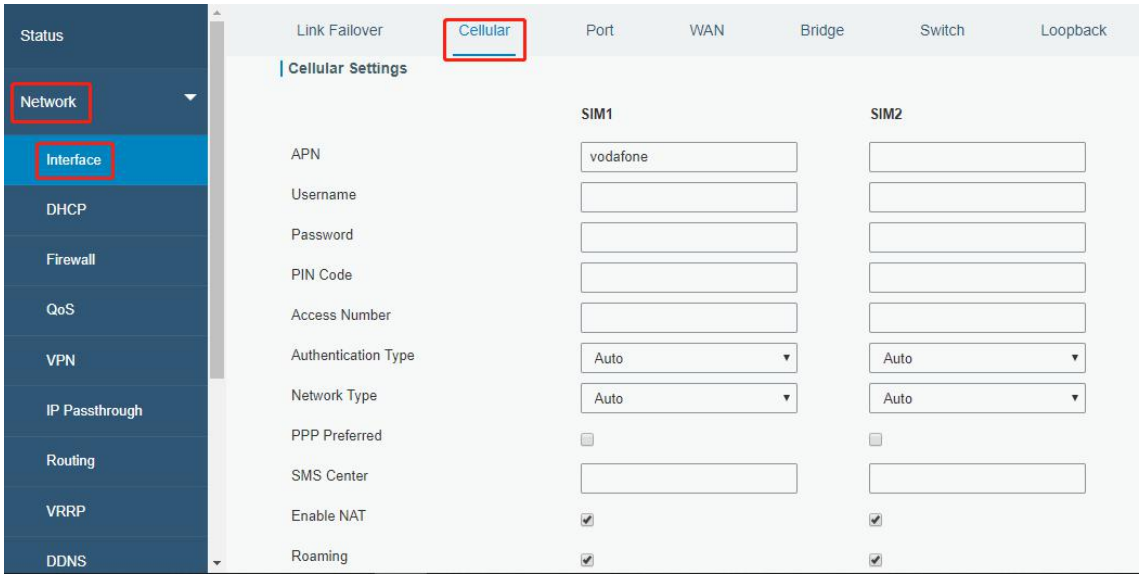 Status
Network
Interface
DHCP
Firewall
QoS
VPN
IP Passthrough
Routing
VRRP
DDNS
Link Failover Cellular Port WAN Bridge Switch Loopback
Cellular Settings
SIM1 SIM2
APN vodafone
Username
Password
PIN Code
Access Number
Authentication Type Auto Auto
Network Type Auto Auto
PPP Preferred
SMS Center
Enable NAT
Roaming